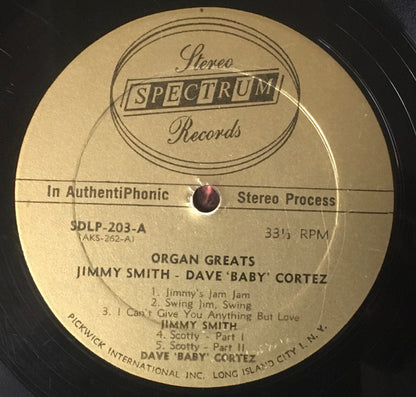 Stereo
SPECTRUM
Records
In AuthentiPhonic Stereo Process
SDLP-203-A
(AKS-262-A)
33⅓ RPM
ORGAN GREATS
JIMMY SMITH - DAVE 'BABY' CORTEZ
1. Jimmy's Jam Jam
2. Swing Jim, Swing
3. I Can't Give You Anything But Love
JIMMY SMITH
4. Scotty - Part I
5. Scotty - Part II
DAVE 'BABY' CORTEZ
PICKWICK INTERNATIONAL INC. LONG ISLAND CITY 1, N.Y.